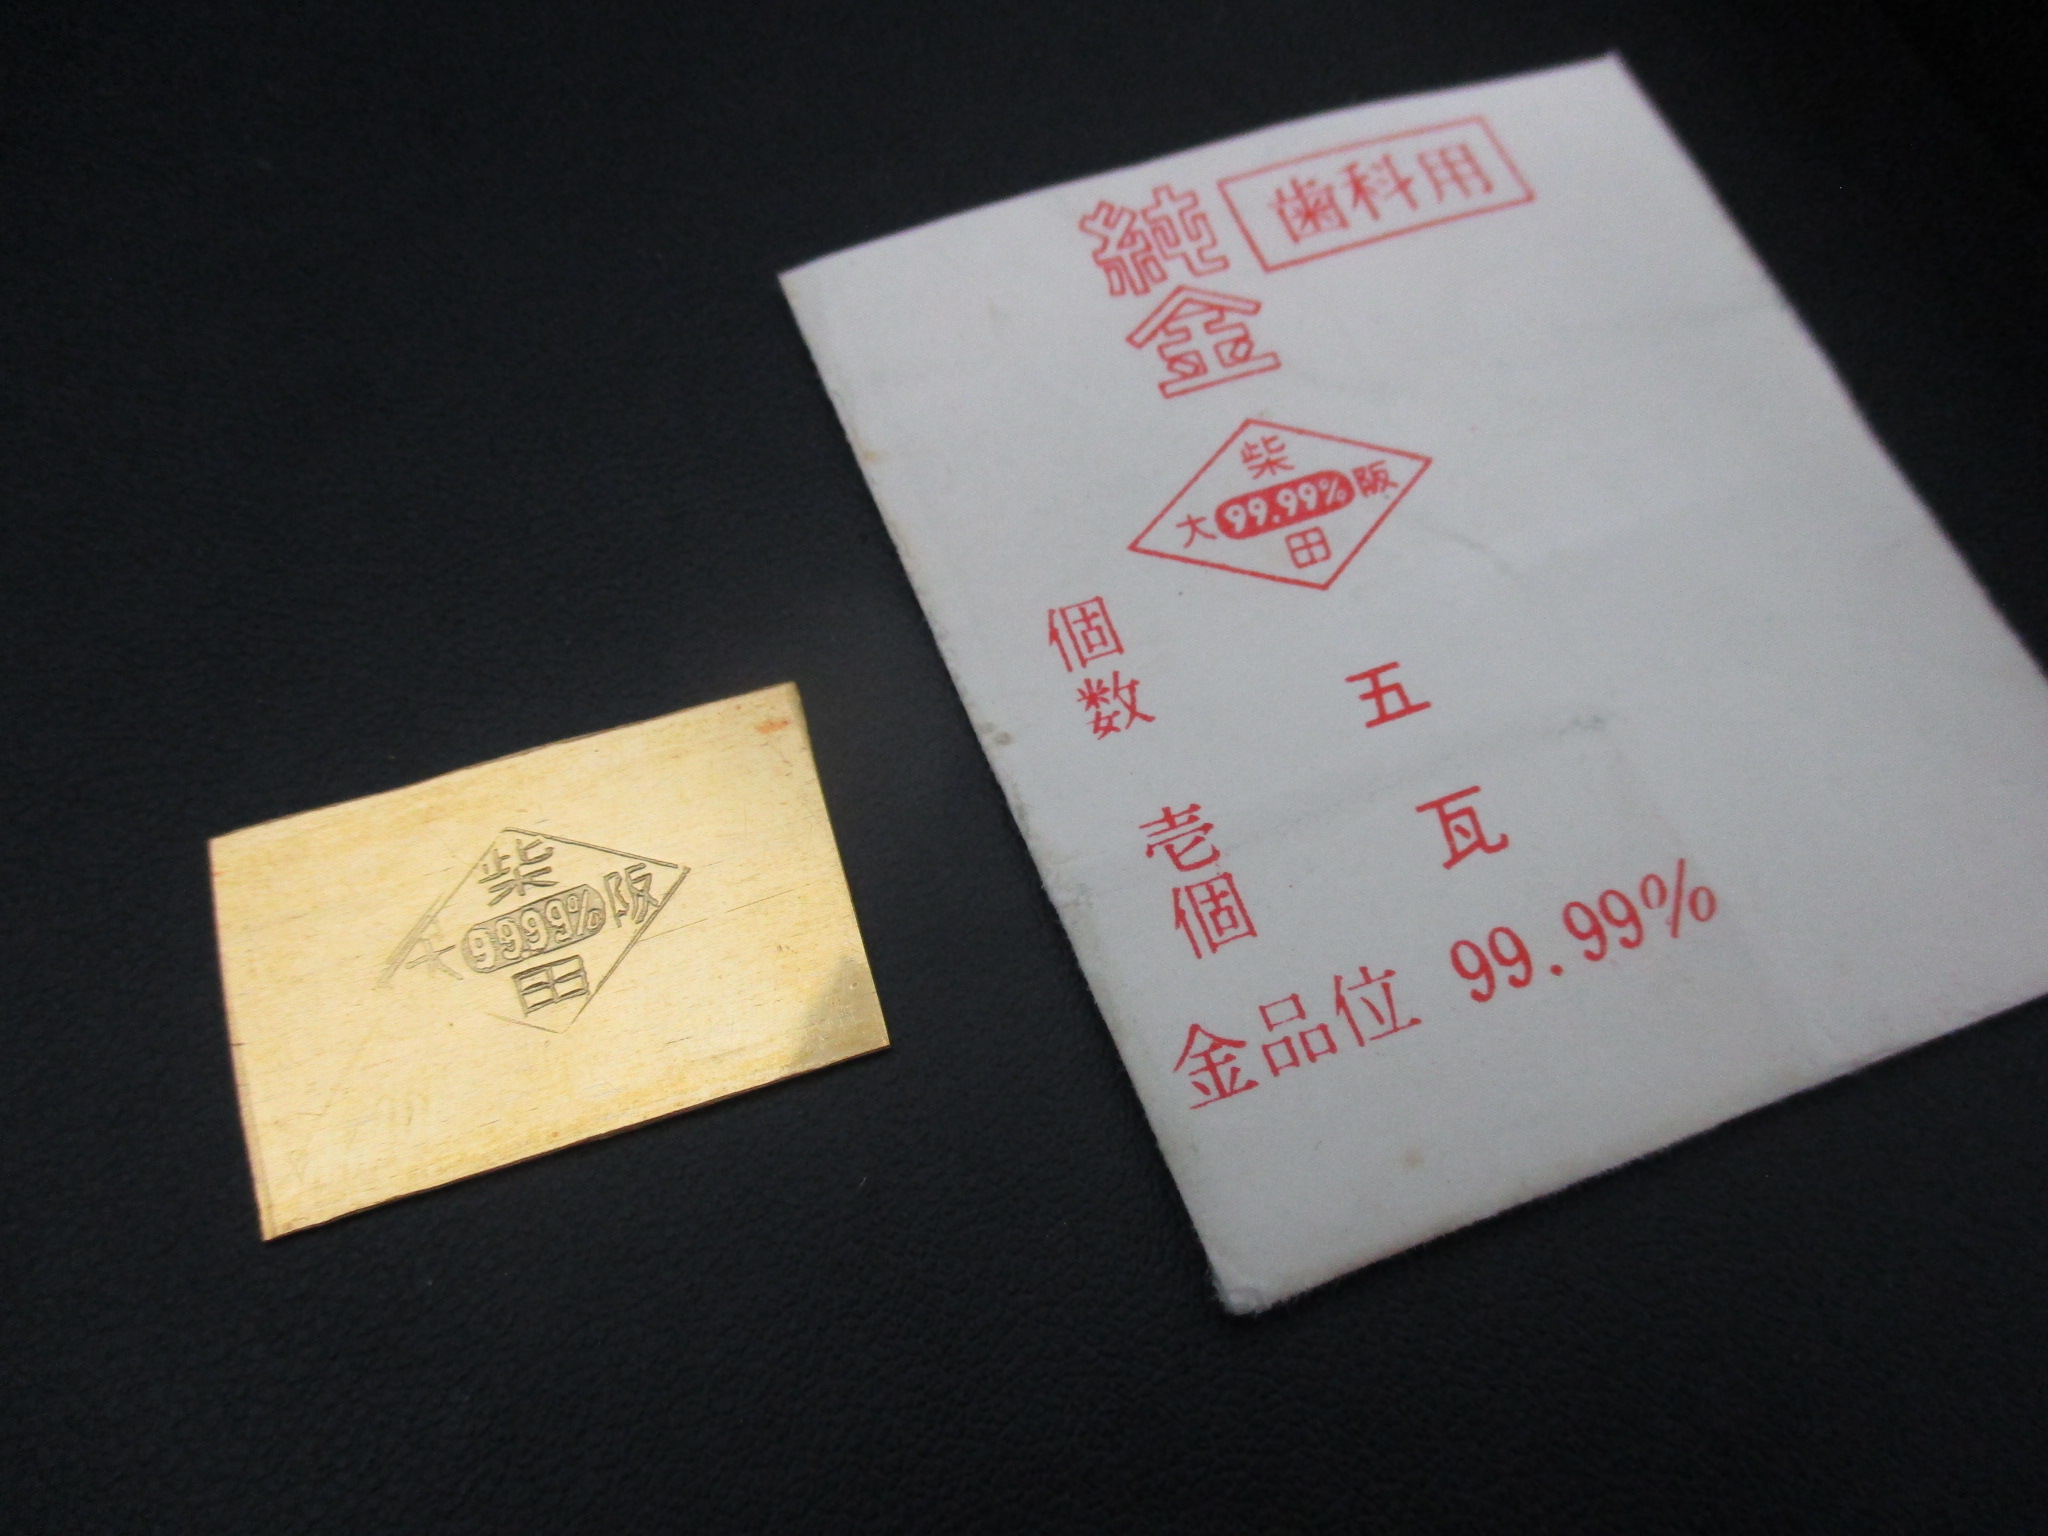 歯科用
純金
柴
大 99.99% 阪
田
個数 五
壱個 瓦
金品位 99.99%
柴
大 99.99% 阪
田